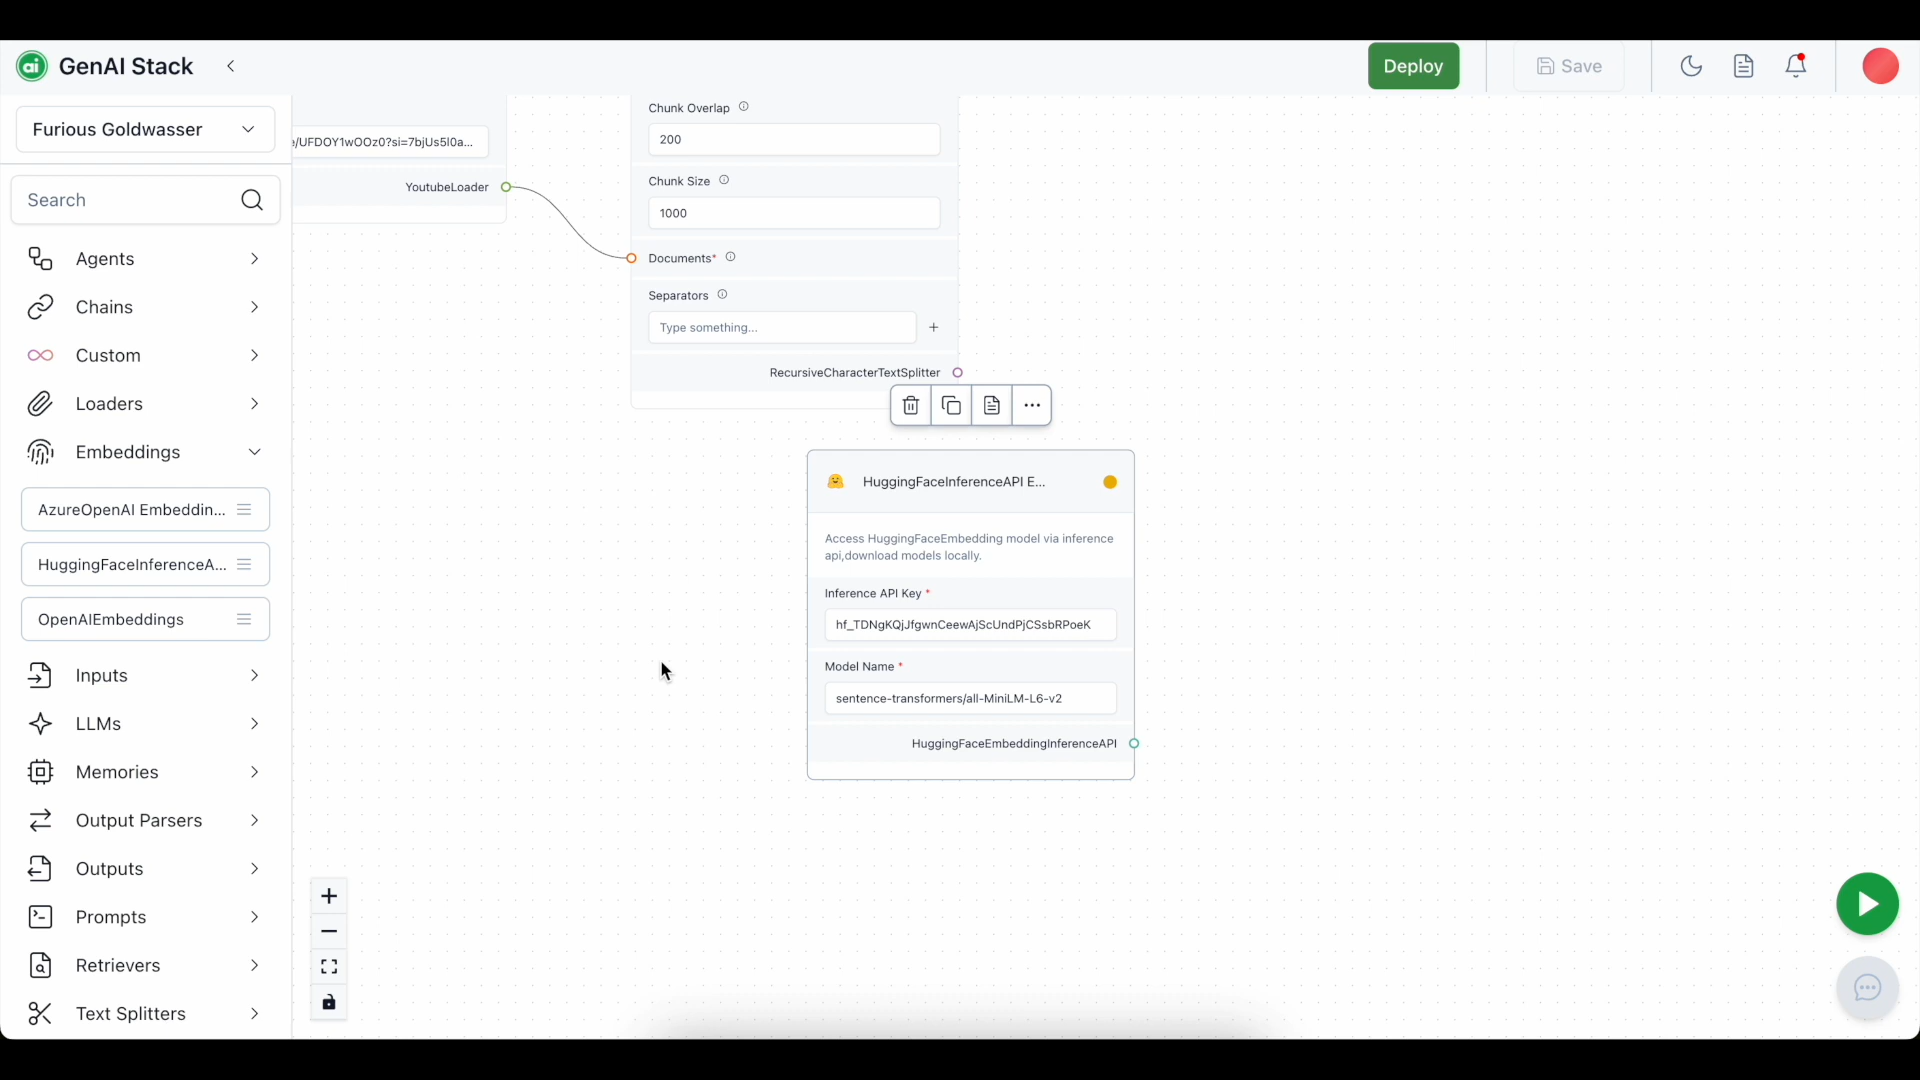 GenAI Stack
Deploy
Save
Furious Goldwasser
Search
Agents
Chains
Custom
Loaders
Embeddings
AzureOpenAI Embeddin...
HuggingFaceInferenceA...
OpenAIEmbeddings
Inputs
LLMs
Memories
Output Parsers
Outputs
Prompts
Retrievers
Text Splitters
e/UFDOY1wOOz0?si=7bjUs5l0a...
YoutubeLoader
Chunk Overlap
200
Chunk Size
1000
Documents*
Separators
Type something...
RecursiveCharacterTextSplitter
HuggingFaceInferenceAPI E...
Access HuggingFaceEmbedding model via inference
api,download models locally.
Inference API Key *
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
Model Name *
sentence-transformers/all-MiniLM-L6-v2
HuggingFaceEmbeddingInferenceAPI